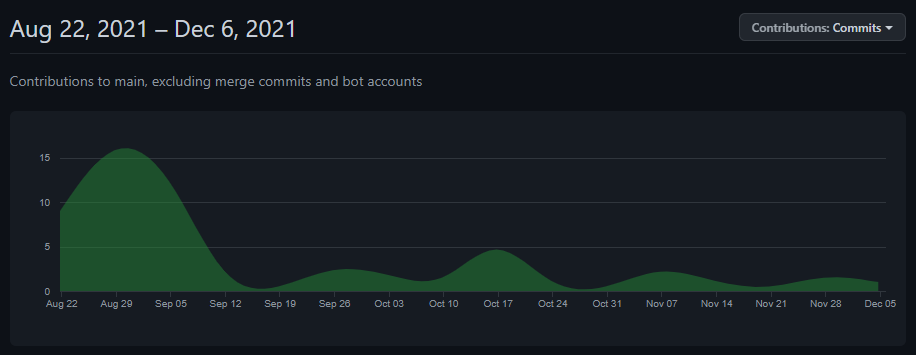 Aug 22, 2021 – Dec 6, 2021
Contributions: Commits
Contributions to main, excluding merge commits and bot accounts
15
10
5
0
Aug 22 Aug 29 Sep 05 Sep 12 Sep 19 Sep 26 Oct 03 Oct 10 Oct 17 Oct 24 Oct 31 Nov 07 Nov 14 Nov 21 Nov 28 Dec 05